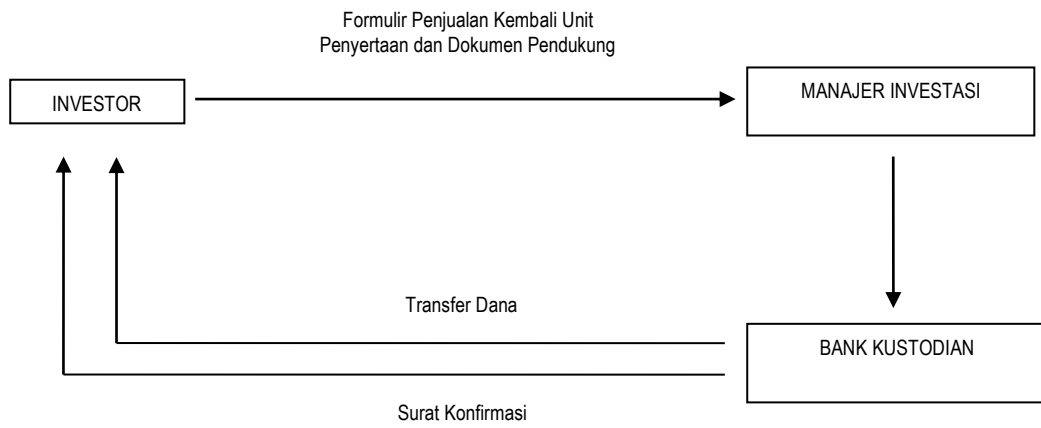 Formulir Penjualan Kembali Unit
Penyertaan dan Dokumen Pendukung
INVESTOR
MANAJER INVESTASI
Transfer Dana
BANK KUSTODIAN
Surat Konfirmasi